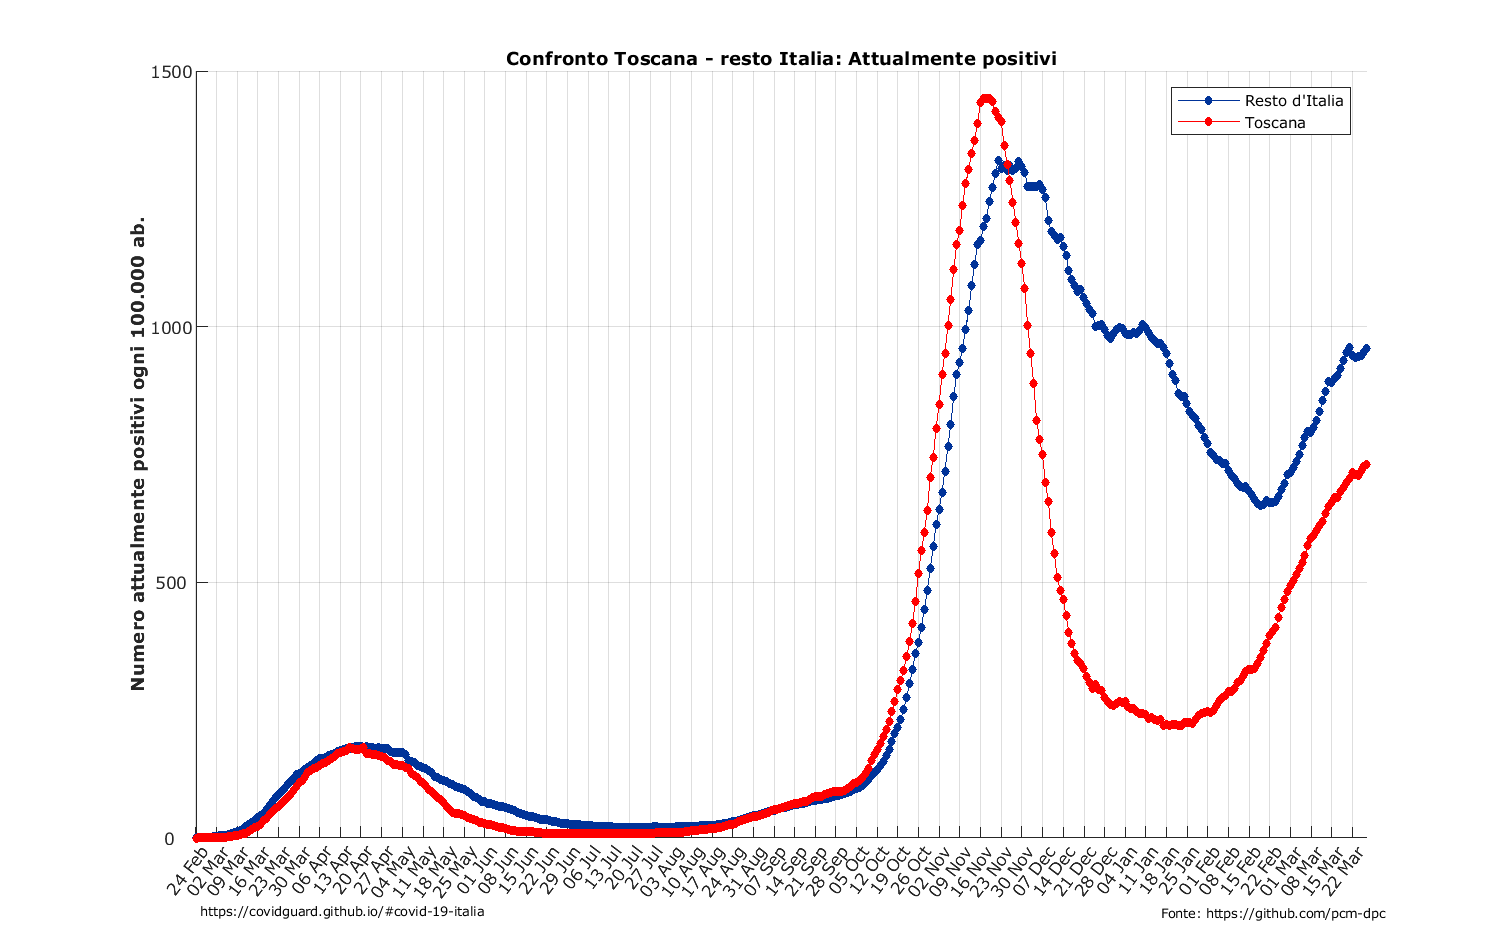 Confronto Toscana - resto Italia: Attualmente positivi
Numero attualmente positivi ogni 100.000 ab.
1500
1000
500
0
Resto d'Italia
Toscana
24 Feb
02 Mar
09 Mar
16 Mar
23 Mar
30 Mar
06 Apr
13 Apr
20 Apr
27 Apr
04 May
11 May
18 May
25 May
01 Jun
08 Jun
15 Jun
22 Jun
29 Jun
06 Jul
13 Jul
20 Jul
27 Jul
03 Aug
10 Aug
17 Aug
24 Aug
31 Aug
07 Sep
14 Sep
21 Sep
28 Sep
05 Oct
12 Oct
19 Oct
26 Oct
02 Nov
09 Nov
16 Nov
23 Nov
30 Nov
07 Dec
14 Dec
21 Dec
28 Dec
04 Jan
11 Jan
18 Jan
25 Jan
01 Feb
08 Feb
15 Feb
22 Feb
01 Mar
08 Mar
15 Mar
22 Mar
https://covidguard.github.io/#covid-19-italia
Fonte: https://github.com/pcm-dpc